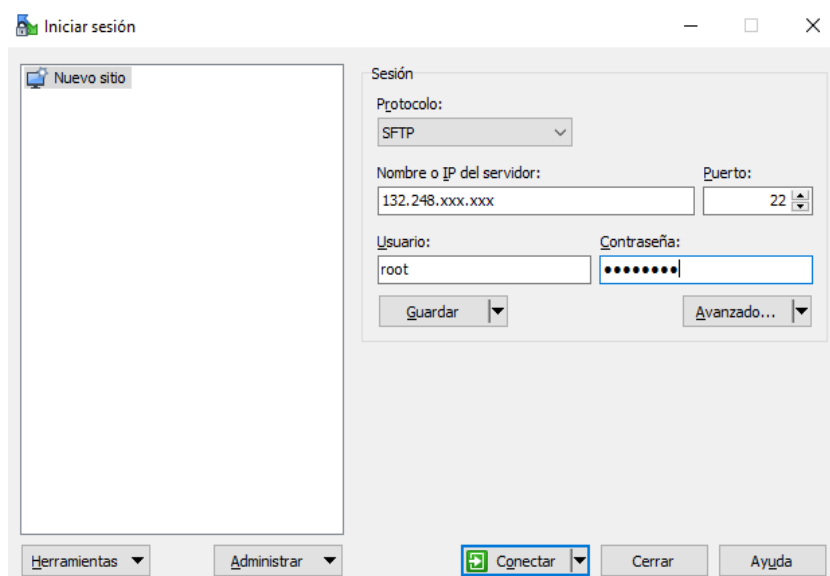 Iniciar sesión
Nuevo sitio
Sesión
Protocolo:
SFTP
Nombre o IP del servidor:
Puerto:
132.248.xxx.xxx
22
Usuario:
Contraseña:
root
••••••••
Guardar
Avanzado...
Herramientas
Administrar
Conectar
Cerrar
Ayuda